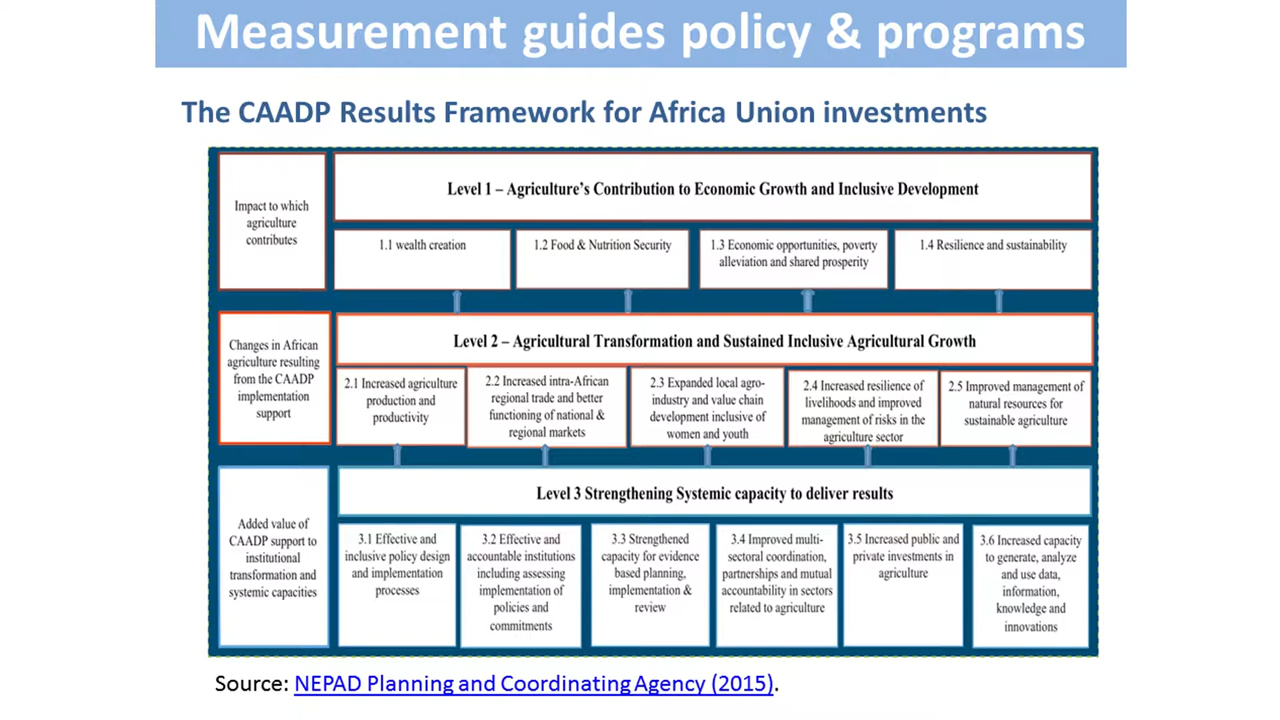 Measurement guides policy & programs
The CAADP Results Framework for Africa Union investments
Impact to which
agriculture
contributes
Level 1 – Agriculture's Contribution to Economic Growth and Inclusive Development
1.1 wealth creation
1.2 Food & Nutrition Security
1.3 Economic opportunities, poverty
alleviation and shared prosperity
1.4 Resilience and sustainability
Changes in African
agriculture resulting
from the CAADP
implementation
support
Level 2 – Agricultural Transformation and Sustained Inclusive Agricultural Growth
2.1 Increased agriculture
production and
productivity
2.2 Increased intra-African
regional trade and better
functioning of national &
regional markets
2.3 Expanded local agro-
industry and value chain
development inclusive of
women and youth
2.4 Increased resilience of
livelihoods and improved
management of risks in the
agriculture sector
2.5 Improved management of
natural resources for
sustainable agriculture
Added value of
CAADP support to
institutional
transformation and
systemic capacities
Level 3 Strengthening Systemic capacity to deliver results
3.1 Effective and
inclusive policy design
and implementation
processes
3.2 Effective and
accountable institutions
including assessing
implementation of
policies and
commitments
3.3 Strengthened
capacity for evidence
based planning,
implementation &
review
3.4 Improved multi-
sectoral coordination,
partnerships and mutual
accountability in sectors
related to agriculture
3.5 Increased public and
private investments in
agriculture
3.6 Increased capacity
to generate, analyze
and use data,
information,
knowledge and
innovations
Source: NEPAD Planning and Coordinating Agency (2015).